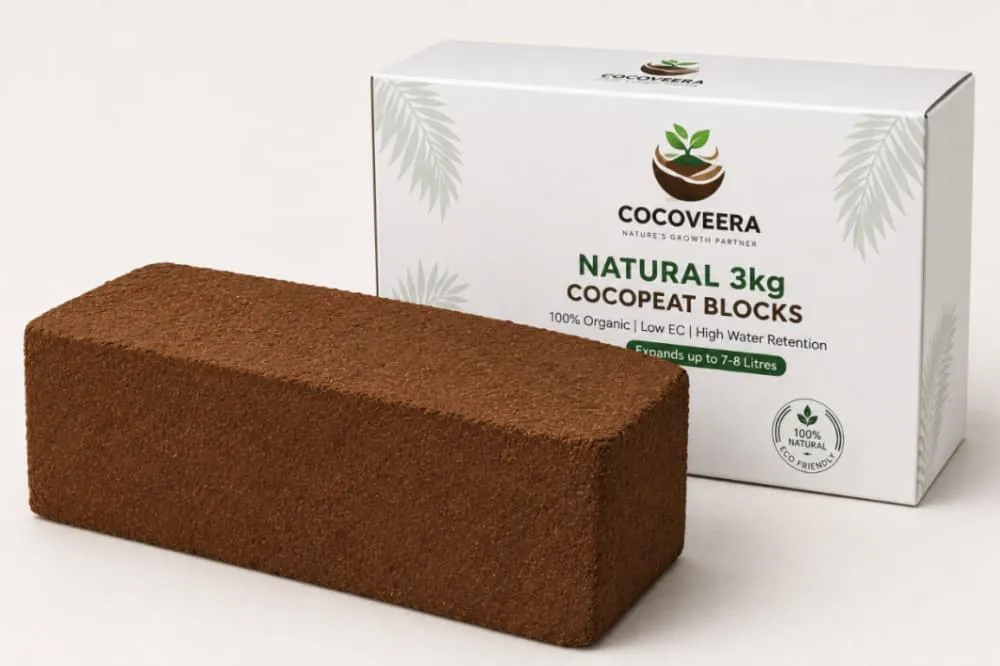 COCOVEERA
COCOVEERA
NATURE'S GROWTH PARTNER
NATURAL 3kg
COCOPEAT BLOCKS
100% Organic | Low EC | High Water Retention
Expands up to 7-8 Litres
100%
NATURAL
ECO FRIENDLY